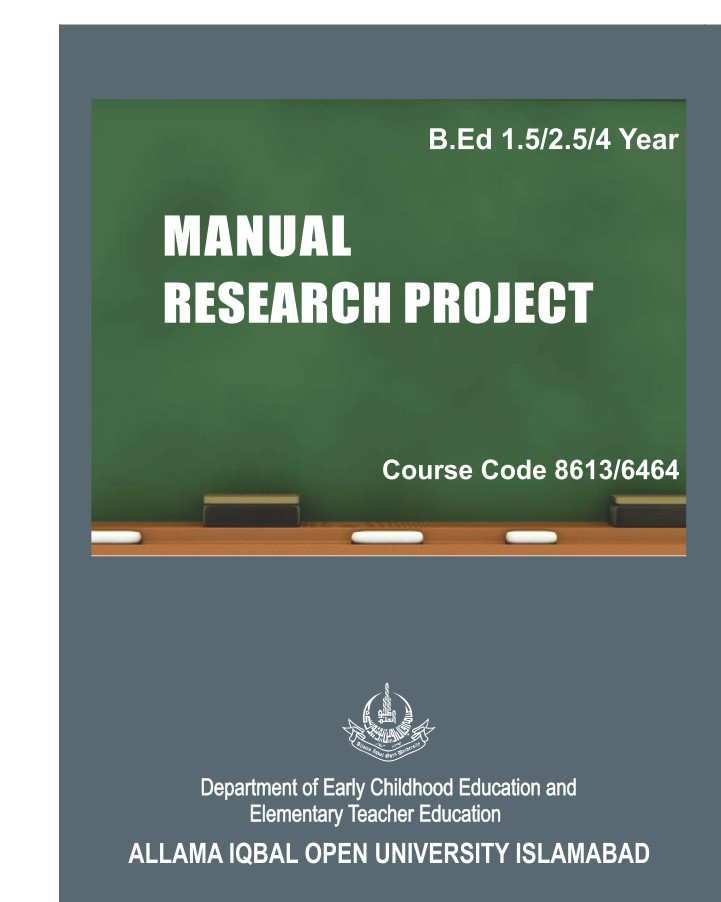 B.Ed 1.5/2.5/4 Year
MANUAL
RESEARCH PROJECT
Course Code 8613/6464
Allama Iqbal Open University
Department of Early Childhood Education and
Elementary Teacher Education
ALLAMA IQBAL OPEN UNIVERSITY ISLAMABAD